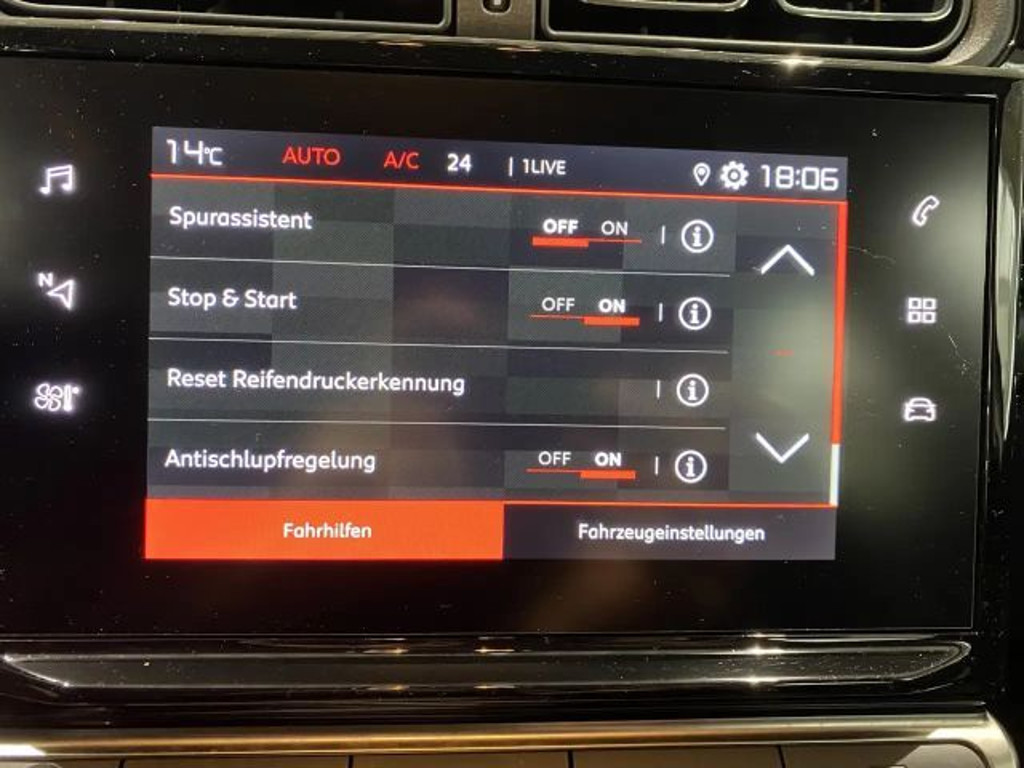 14°C AUTO A/C 24 | 1LIVE 18:06
Spurassistent OFF ON
N
Stop & Start OFF ON
Reset Reifendruckerkennung
Antischlupfregelung OFF ON
Fahrhilfen Fahrzeugeinstellungen